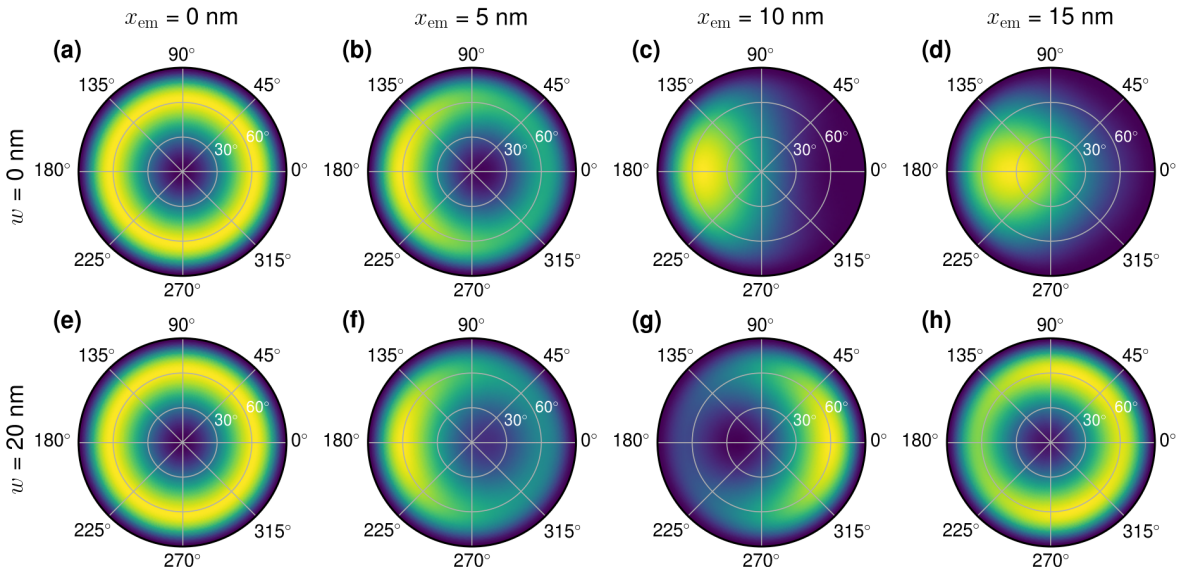 x_em = 0 nm x_em = 5 nm x_em = 10 nm x_em = 15 nm
w = 0 nm
(a) 90° 135° 45° 180° 0° 225° 315° 270° 30° 60°
(b) 90° 135° 45° 180° 0° 225° 315° 270° 30° 60°
(c) 90° 135° 45° 180° 0° 225° 315° 270° 30° 60°
(d) 90° 135° 45° 180° 0° 225° 315° 270° 30° 60°
w = 20 nm
(e) 90° 135° 45° 180° 0° 225° 315° 270° 30° 60°
(f) 90° 135° 45° 180° 0° 225° 315° 270° 30° 60°
(g) 90° 135° 45° 180° 0° 225° 315° 270° 30° 60°
(h) 90° 135° 45° 180° 0° 225° 315° 270° 30° 60°